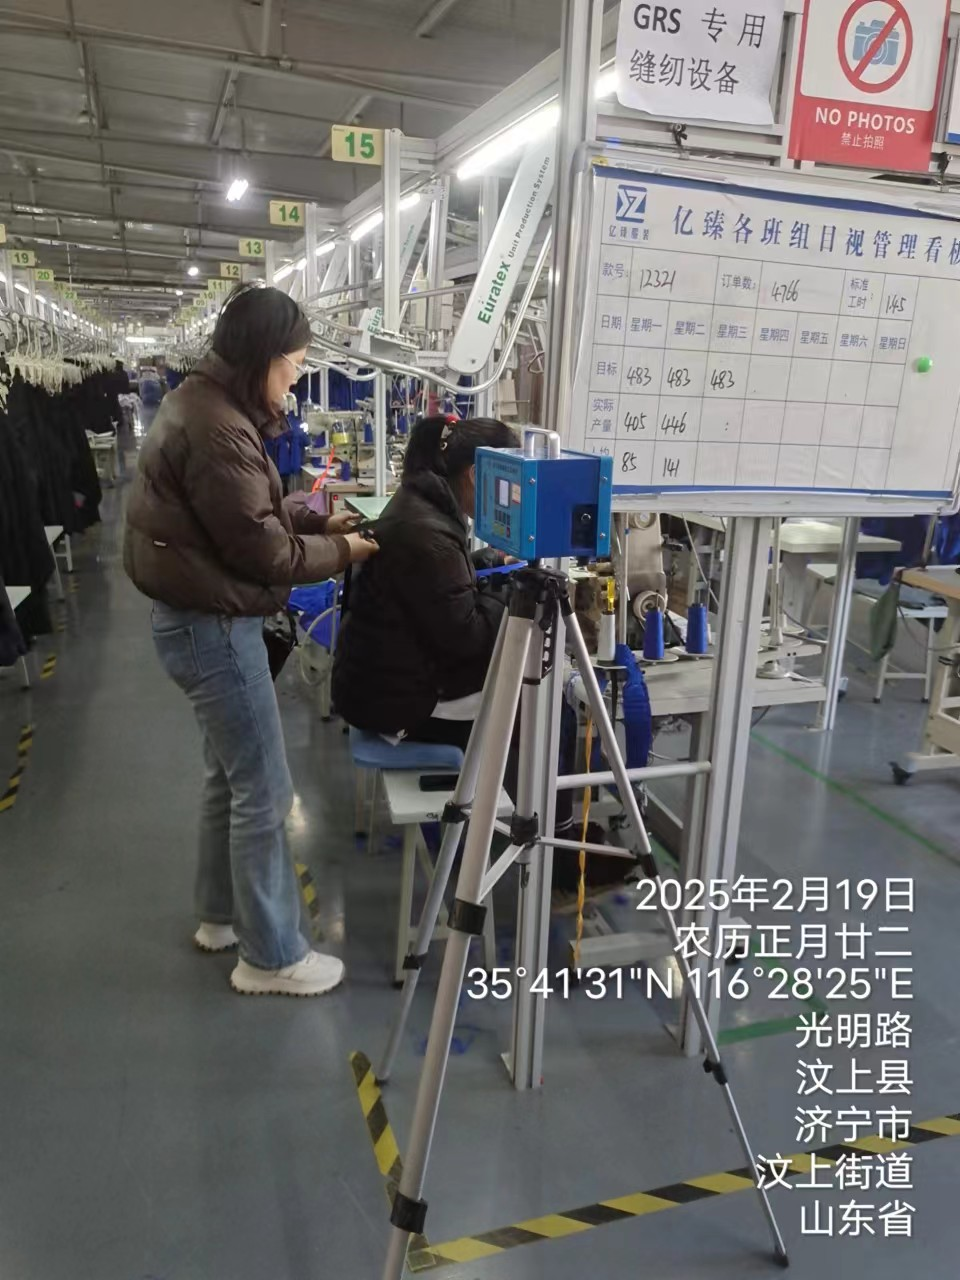 GRS 专用
缝纫设备
NO PHOTOS
禁止拍照
15
14
13
12
11
19
20
Euratex Unit Production System
亿臻各班组目视管理看板
款号: 12321 订单数: 4766 标准工时: 145
日期 星期一 星期二 星期三 星期四 星期五 星期六 星期日
目标 483 483 483
实际产量 405 446
85 141
2025年2月19日
农历正月廿二
35°41'31"N 116°28'25"E
光明路
汶上县
济宁市
汶上街道
山东省